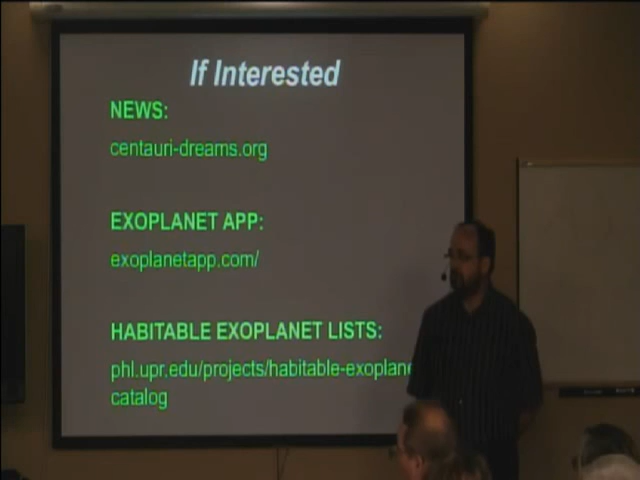 If Interested
NEWS:
centauri-dreams.org
EXOPLANET APP:
exoplanetapp.com/
HABITABLE EXOPLANET LISTS:
phl.upr.edu/projects/habitable-exoplane
catalog